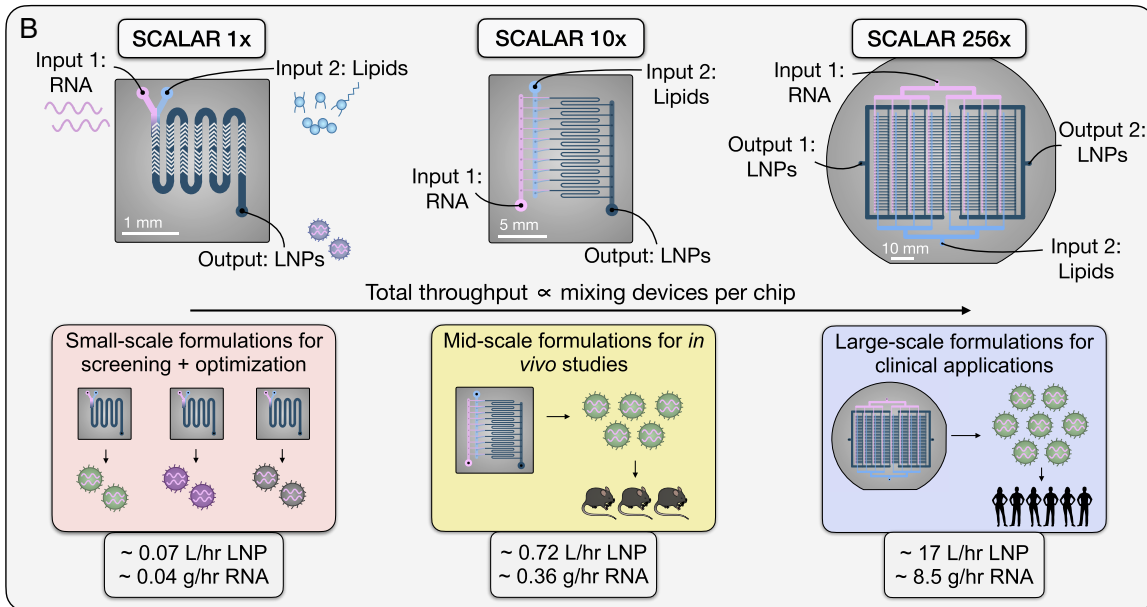 B
SCALAR 1x
Input 1:
RNA
Input 2: Lipids
1 mm
Output: LNPs
SCALAR 10x
Input 2:
Lipids
Input 1:
RNA
5 mm
Output: LNPs
SCALAR 256x
Input 1:
RNA
Output 1:
LNPs
Output 2:
LNPs
10 mm
Input 2:
Lipids
Total throughput ∝ mixing devices per chip
Small-scale formulations for
screening + optimization
~ 0.07 L/hr LNP
~ 0.04 g/hr RNA
Mid-scale formulations for in
vivo studies
~ 0.72 L/hr LNP
~ 0.36 g/hr RNA
Large-scale formulations for
clinical applications
~ 17 L/hr LNP
~ 8.5 g/hr RNA